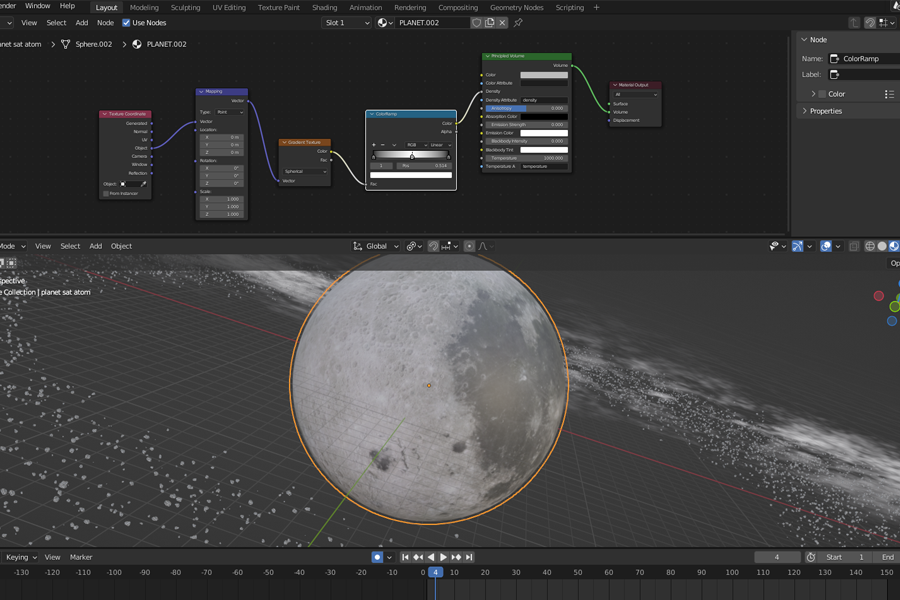 ender Window Help Layout Modeling Sculpting UV Editing Texture Paint Shading Animation Rendering Compositing Geometry Nodes Scripting +
View Select Add Node Use Nodes Slot 1 PLANET.002
anet sat atom > Sphere.002 > PLANET.002
Node
Name: ColorRamp
Label:
Color
Properties
Texture Coordinate
Generated
Normal
UV
Object
Camera
Window
Reflection
Object:
From Instancer
Mapping
Vector
Type: Point
Vector
Location:
X 0 m
Y 0 m
Z 0 m
Rotation:
X 0°
Y 0°
Z 0°
Scale:
X 1.000
Y 1.000
Z 1.000
Gradient Texture
Color
Fac
Spherical
Vector
ColorRamp
Color
Alpha
RGB Linear
1 Pos 0.514
Fac
Principled Volume
Volume
Color
Color Attribute
Density
Density Attribute density
Anisotropy 0.000
Absorption Color
Emission Strength 0.000
Emission Color
Blackbody Intensity 0.000
Blackbody Tint
Temperature 1000.000
Temperature A temperature
Material Output
All
Surface
Volume
Displacement
Mode View Select Add Object Global
Op
spective
e Collection | planet sat atom
Keying View Marker 4 Start 1 End
-130 -120 -110 -100 -90 -80 -70 -60 -50 -40 -30 -20 -10 0 4 10 20 30 40 50 60 70 80 90 100 110 120 130 140 150